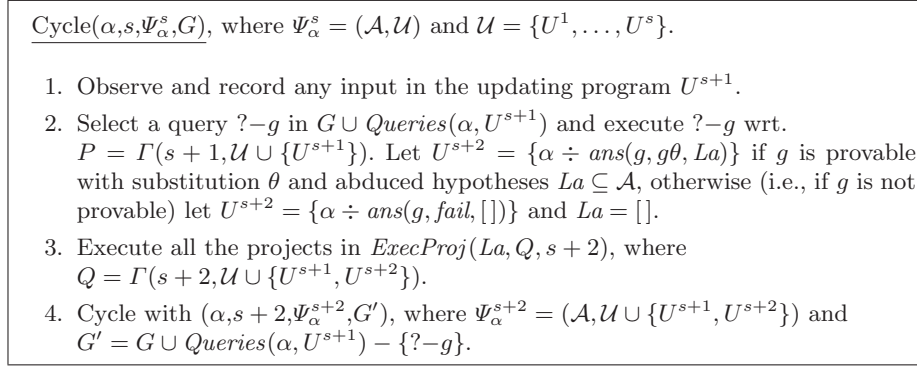 Cycle(α,s,Ψ^s_α,G), where Ψ^s_α = (𝒜,𝒰) and 𝒰 = {U^1, . . . , U^s}.
1. Observe and record any input in the updating program U^{s+1}.
2. Select a query ?−g in G ∪ Queries(α, U^{s+1}) and execute ?−g wrt.
P = Γ(s + 1, 𝒰 ∪ {U^{s+1}}). Let U^{s+2} = {α ÷ ans(g, gθ, La)} if g is provable
with substitution θ and abduced hypotheses La ⊆ 𝒜, otherwise (i.e., if g is not
provable) let U^{s+2} = {α ÷ ans(g, fail, [ ])} and La = [ ].
3. Execute all the projects in ExecProj(La, Q, s + 2), where
Q = Γ(s + 2, 𝒰 ∪ {U^{s+1}, U^{s+2}}).
4. Cycle with (α,s + 2,Ψ^{s+2}_α,G′), where Ψ^{s+2}_α = (𝒜, 𝒰 ∪ {U^{s+1}, U^{s+2}}) and
G′ = G ∪ Queries(α, U^{s+1}) − {?−g}.